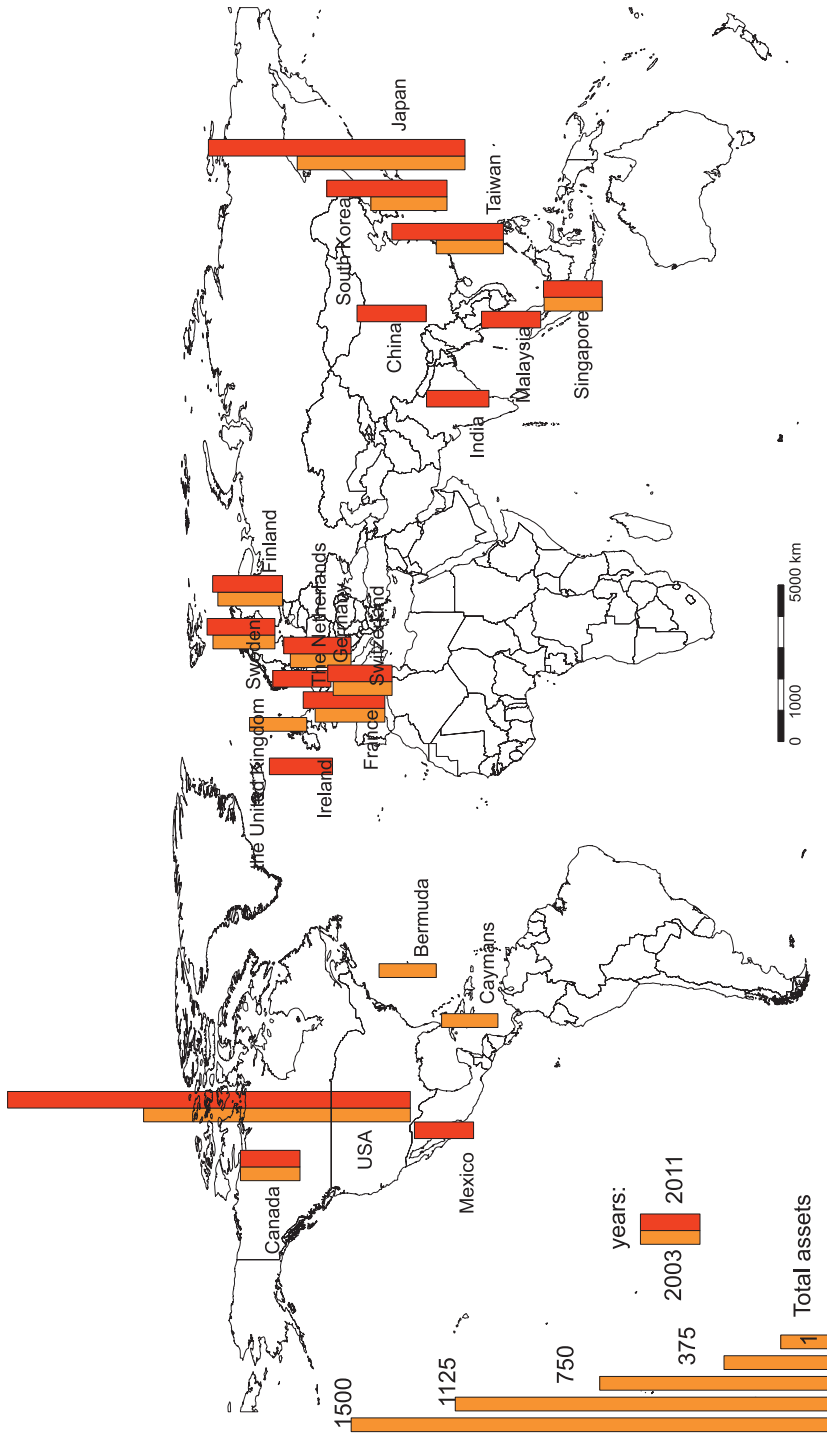 Japan
South Korea
Taiwan
China
Malaysia
Singapore
India
Finland
Sweden
The Netherlands
Germany
Switzerland
the United Kingdom
France
Ireland
Bermuda
Caymans
USA
Canada
Mexico
0 1000 5000 km
years:
2003 2011
1500
1125
750
375
1
Total assets